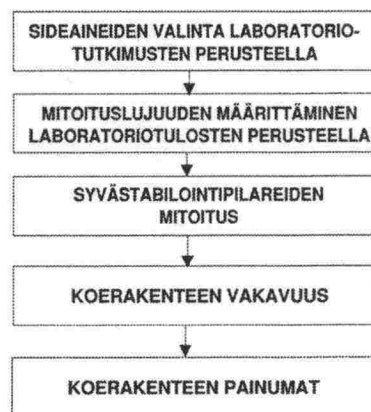 SIDEAINEIDEN VALINTA LABORATORIO-
TUTKIMUSTEN PERUSTEELLA
MITOITUSLUJUUDEN MÄÄRITTÄMINEN
LABORATORIOTULOSTEN PERUSTEELLA
SYVÄSTABILOINTIPILAREIDEN
MITOITUS
KOERAKENTEEN VAKAVUUS
KOERAKENTEEN PAINUMAT